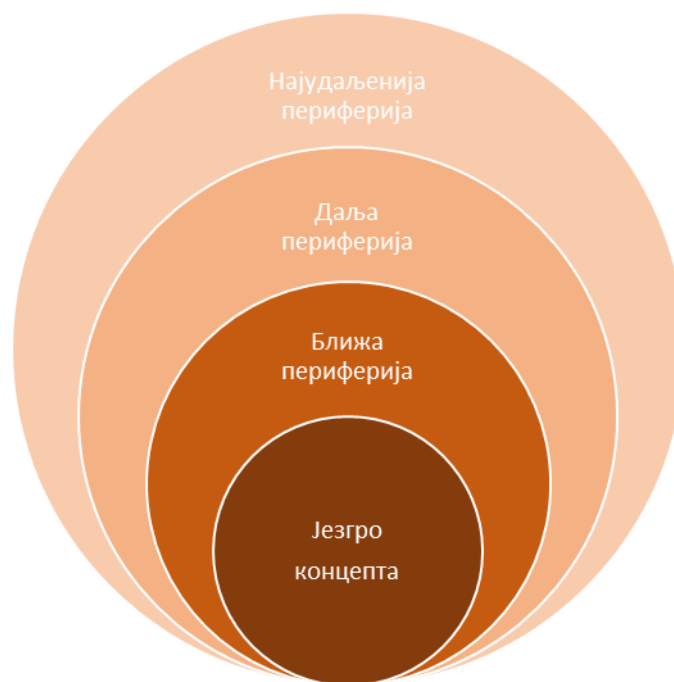 Најудаљенија
периферија
Даља
периферија
Ближа
периферија
Језгро
концепта